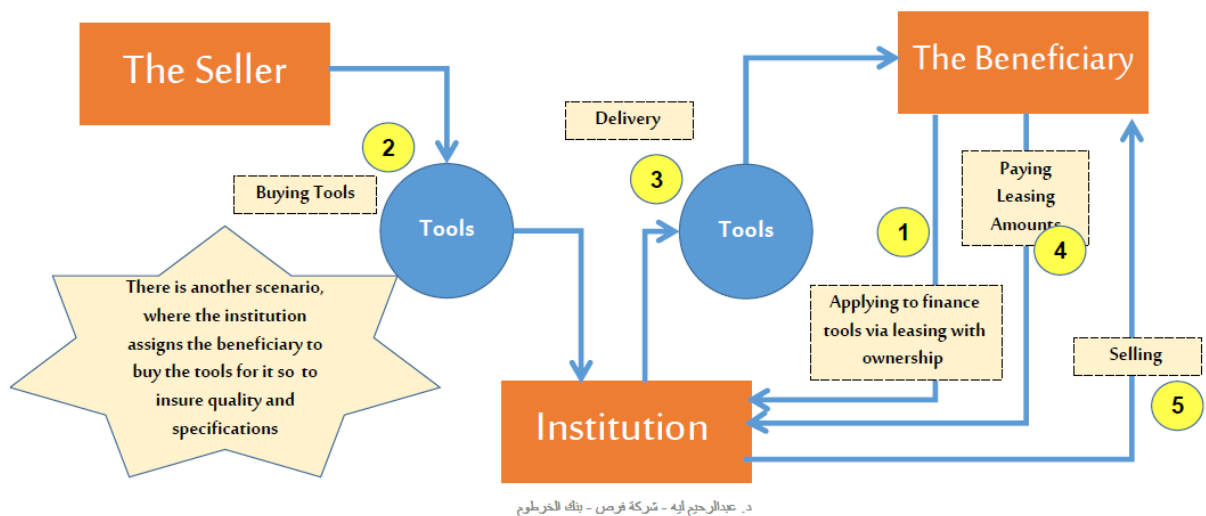 The Seller
The Beneficiary
Delivery
2
3
Buying Tools
Tools
Tools
Paying
Leasing
Amounts
1
4
There is another scenario,
where the institution
assigns the beneficiary to
buy the tools for it so to
insure quality and
specifications
Applying to finance
tools via leasing with
ownership
Selling
5
Institution
د. عبدالرحيم ليه - شركة فرص - بنك الخرطوم